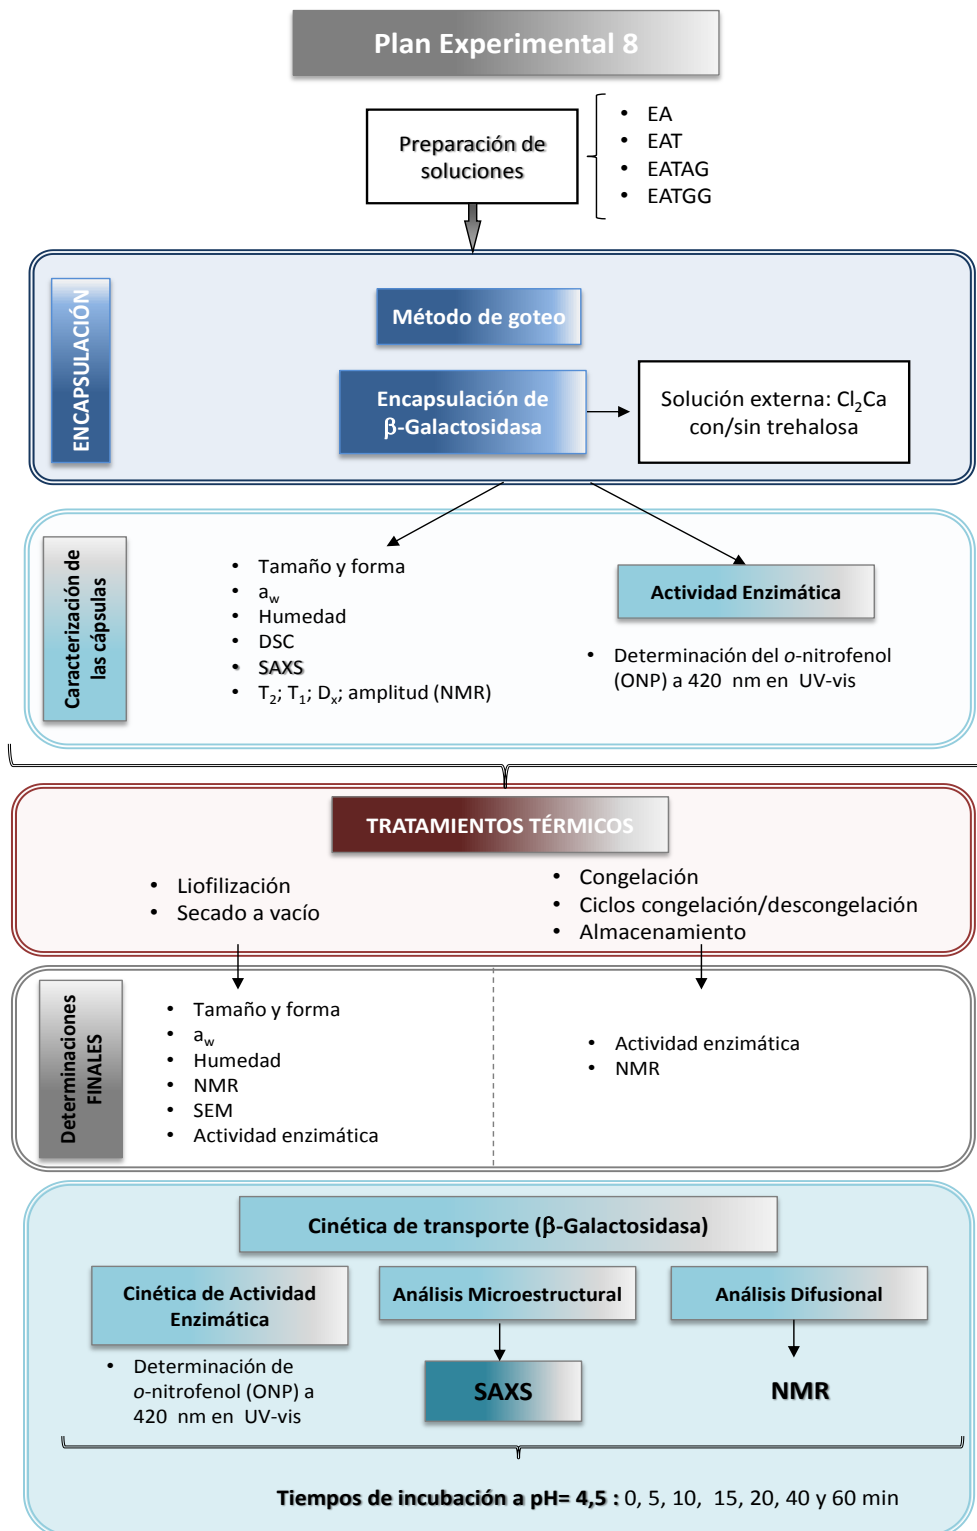 Plan Experimental 8
Preparación de
soluciones
• EA
• EAT
• EATAG
• EATGG
ENCAPSULACIÓN
Método de goteo
Encapsulación de
β-Galactosidasa
Solución externa: Cl₂Ca
con/sin trehalosa
Caracterización de
las cápsulas
• Tamaño y forma
• a_w
• Humedad
• DSC
• SAXS
• T₂; T₁; Dₓ; amplitud (NMR)
Actividad Enzimática
• Determinación del o-nitrofenol
(ONP) a 420 nm en UV-vis
TRATAMIENTOS TÉRMICOS
• Liofilización
• Secado a vacío
• Congelación
• Ciclos congelación/descongelación
• Almacenamiento
Determinaciones
FINALES
• Tamaño y forma
• a_w
• Humedad
• NMR
• SEM
• Actividad enzimática
• Actividad enzimática
• NMR
Cinética de transporte (β-Galactosidasa)
Cinética de Actividad
Enzimática
• Determinación de
o-nitrofenol (ONP) a
420 nm en UV-vis
Análisis Microestructural
SAXS
Análisis Difusional
NMR
Tiempos de incubación a pH= 4,5 : 0, 5, 10, 15, 20, 40 y 60 min